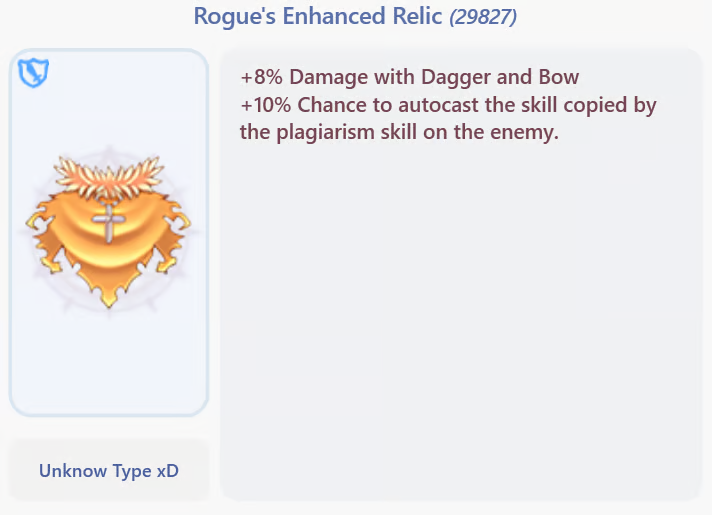 Rogue's Enhanced Relic (29827)
+8% Damage with Dagger and Bow
+10% Chance to autocast the skill copied by
the plagiarism skill on the enemy.
Unknow Type xD